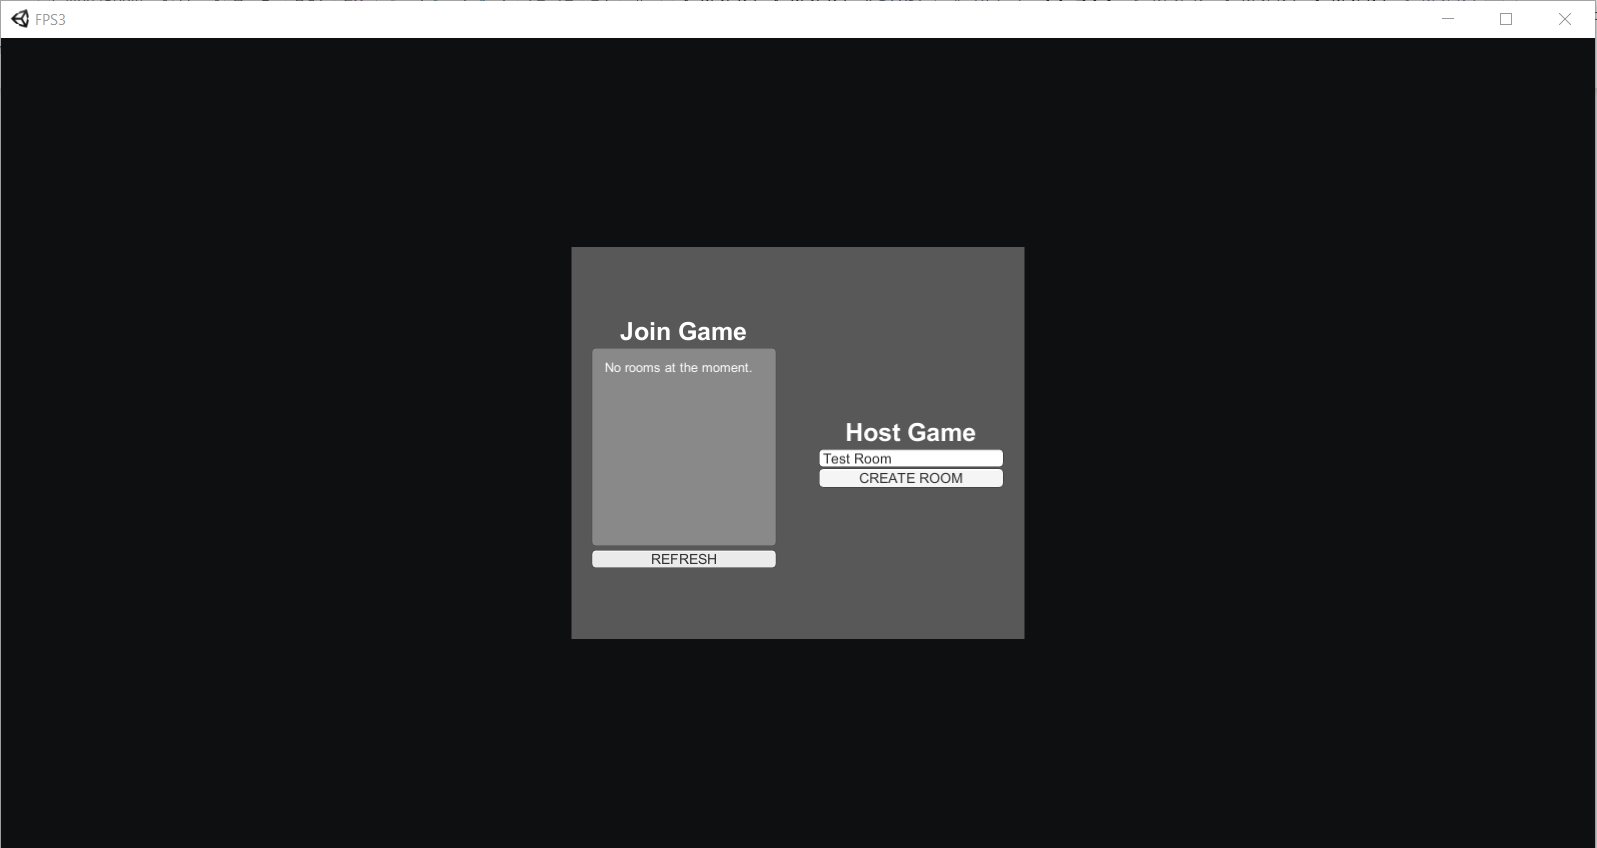 FPS3
Join Game
No rooms at the moment.
REFRESH
Host Game
Test Room
CREATE ROOM